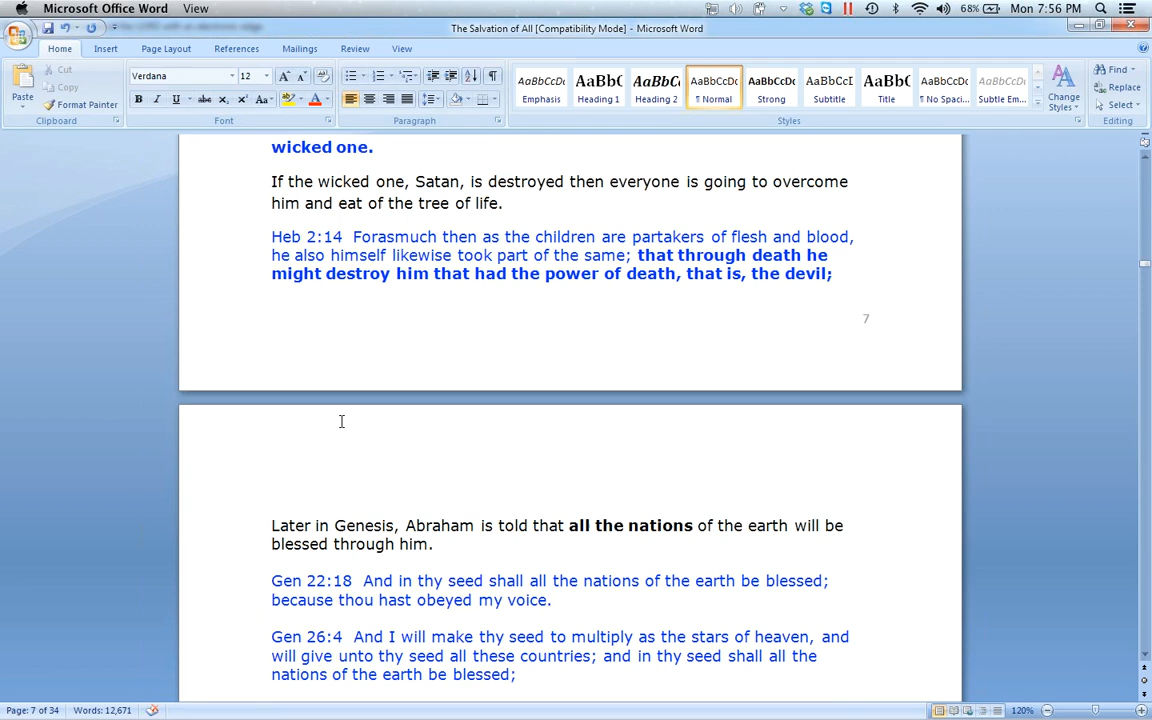 Microsoft Office Word View
68% Mon 7:56 PM
The Salvation of All [Compatibility Mode] - Microsoft Word
Home Insert Page Layout References Mailings Review View
Paste
Cut
Copy
Format Painter
Clipboard
Verdana 12
B I U abc X₂ X² Aa A
Font
Paragraph
AaBbCcDc AaBb( AaBbCc AaBbCcDc AaBbCcDc AaBbCcI AaBb( AaBbCcDc AaBbCcDc
Emphasis Heading 1 Heading 2 ¶ Normal Strong Subtitle Title ¶ No Spaci... Subtle Em...
Change Styles
Styles
Find
Replace
Select
Editing
wicked one.
If the wicked one, Satan, is destroyed then everyone is going to overcome
him and eat of the tree of life.
Heb 2:14 Forasmuch then as the children are partakers of flesh and blood,
he also himself likewise took part of the same; that through death he
might destroy him that had the power of death, that is, the devil;
7
Later in Genesis, Abraham is told that all the nations of the earth will be
blessed through him.
Gen 22:18 And in thy seed shall all the nations of the earth be blessed;
because thou hast obeyed my voice.
Gen 26:4 And I will make thy seed to multiply as the stars of heaven, and
will give unto thy seed all these countries; and in thy seed shall all the
nations of the earth be blessed;
Page: 7 of 34 Words: 12,671
120%